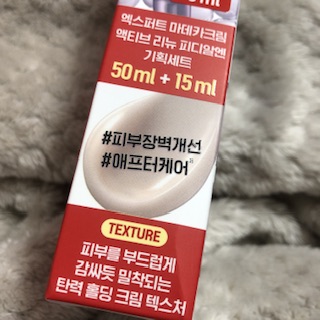 엑스퍼트 마데카크림
액티브 리뉴 피디알엔
기획세트
50 ml + 15 ml
#피부장벽개선
#애프터케어
TEXTURE
피부를 부드럽게
감싸듯 밀착되는
탄력 홀딩 크림 텍스처